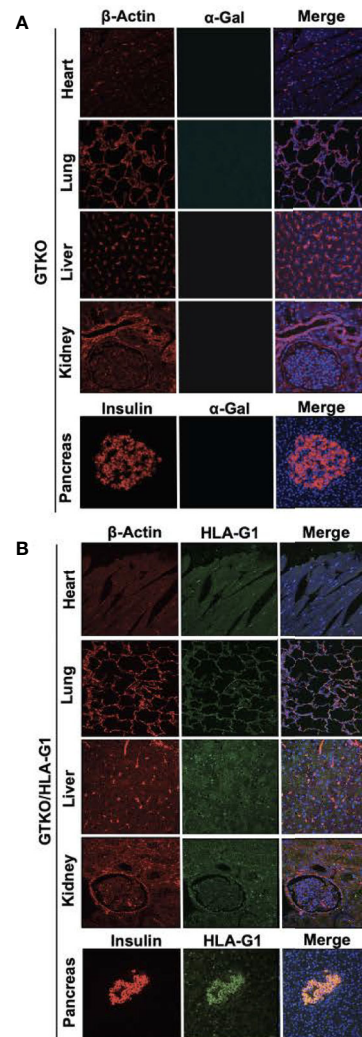 A
β-Actin α-Gal Merge
Heart
Lung
Liver
Kidney
GTKO
Insulin α-Gal Merge
Pancreas
B
β-Actin HLA-G1 Merge
Heart
Lung
Liver
Kidney
GTKO/HLA-G1
Insulin HLA-G1 Merge
Pancreas